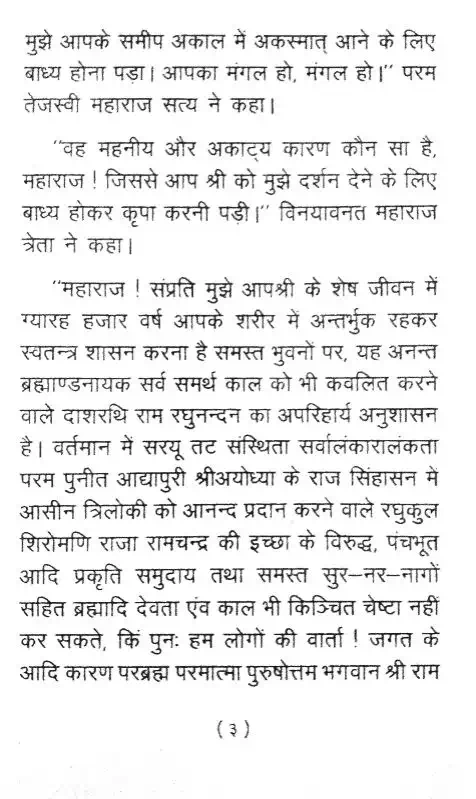 मुझे आपके समीप अकाल में अकस्मात् आने के लिए
बाध्य होना पड़ा। आपका मंगल हो, मंगल हो।” परम
तेजस्वी महाराज सत्य ने कहा।
“वह महनीय और अकाट्य कारण कौन सा है,
महाराज ! जिससे आप श्री को मुझे दर्शन देने के लिए
बाध्य होकर कृपा करनी पड़ी।” विनयावनत महाराज
त्रेता ने कहा।
“महाराज ! संप्रति मुझे आपश्री के शेष जीवन में
ग्यारह हजार वर्ष आपके शरीर में अन्तर्भुक रहकर
स्वतन्त्र शासन करना है समस्त भुवनों पर, यह अनन्त
ब्रह्माण्डनायक सर्व समर्थ काल को भी कवलित करने
वाले दाशरथि राम रघुनन्दन का अपरिहार्य अनुशासन
है। वर्तमान में सरयू तट संस्थिता सर्वालंकारालंकता
परम पुनीत आद्यापुरी श्रीअयोध्या के राज सिंहासन में
आसीन त्रिलोकी को आनन्द प्रदान करने वाले रघुकुल
शिरोमणि राजा रामचन्द्र की इच्छा के विरुद्ध, पंचभूत
आदि प्रकृति समुदाय तथा समस्त सुर-नर-नागों
सहित ब्रह्मादि देवता एंव काल भी किञ्चित चेष्टा नहीं
कर सकते, किं पुनः हम लोगों की वार्ता ! जगत के
आदि कारण परब्रह्म परमात्मा पुरुषोत्तम भगवान श्री राम
(३)